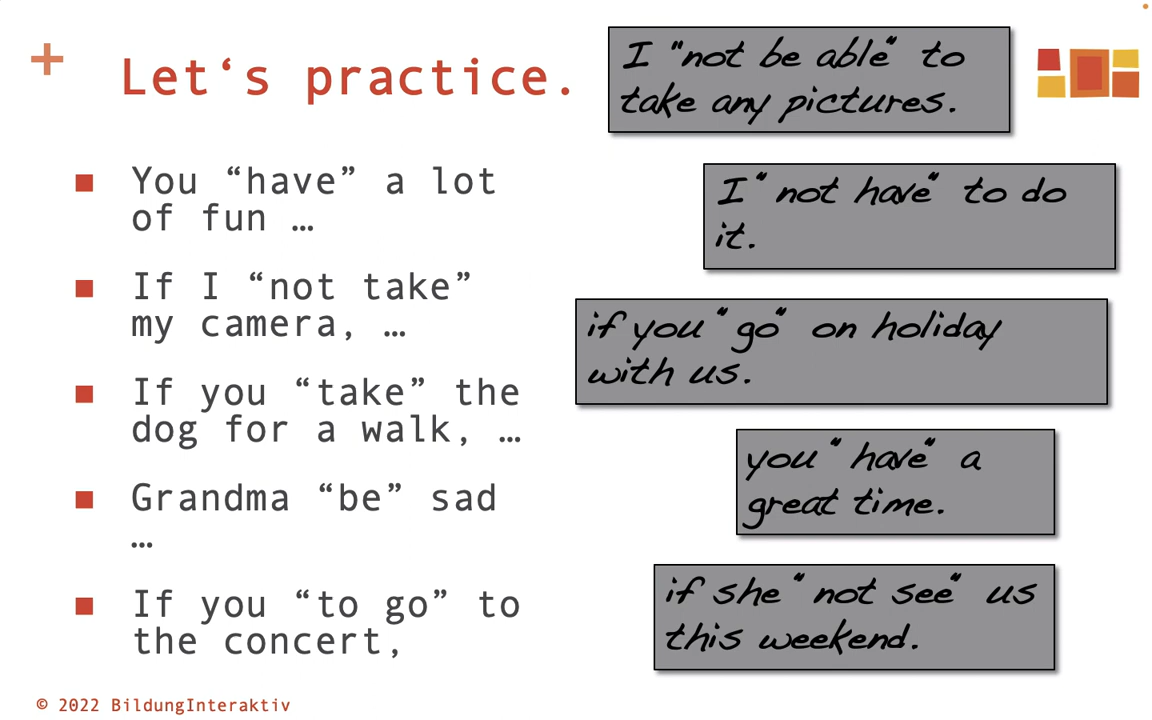 + Let‘s practice.
■ You “have” a lot
of fun …
■ If I “not take”
my camera, …
■ If you “take” the
dog for a walk, …
■ Grandma “be” sad
…
■ If you “to go” to
the concert,
I "not be able" to
take any pictures.
I "not have" to do
it.
if you "go" on holiday
with us.
you "have" a
great time.
if she "not see" us
this weekend.
© 2022 BildungInteraktiv